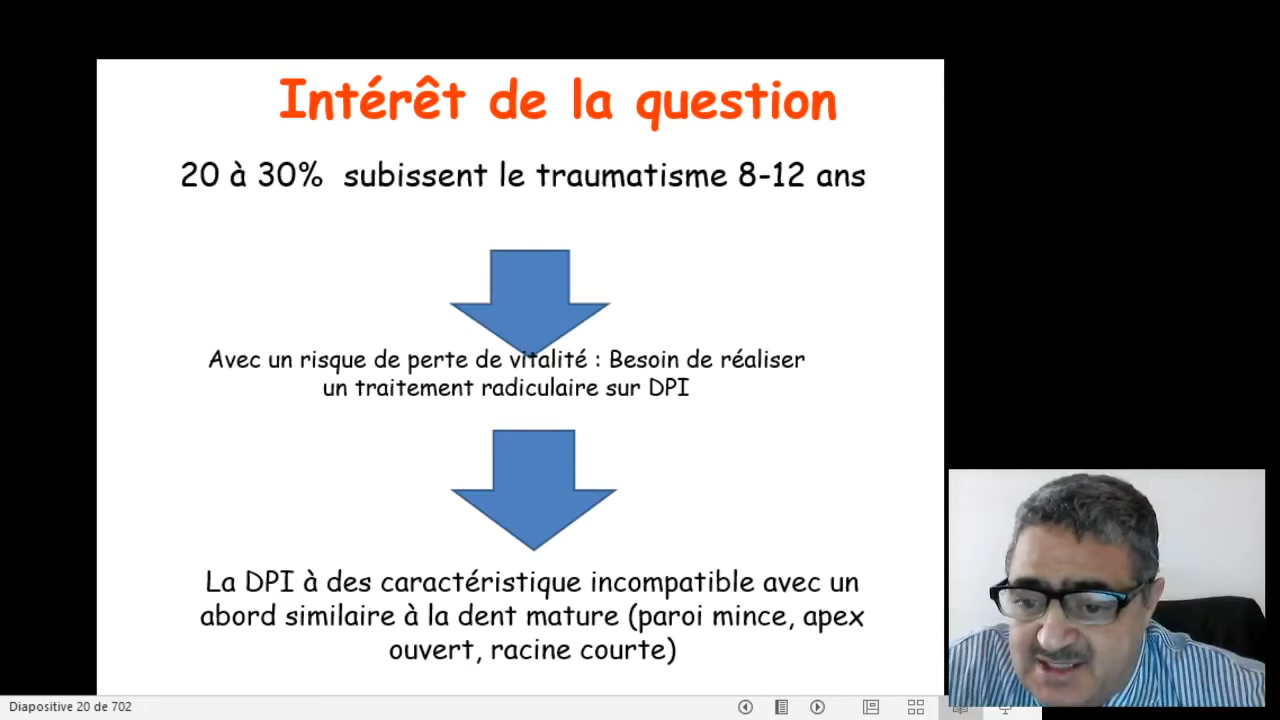 Intérêt de la question
20 à 30% subissent le traumatisme 8-12 ans
Avec un risque de perte de vitalité : Besoin de réaliser
un traitement radiculaire sur DPI
La DPI à des caractéristique incompatible avec un
abord similaire à la dent mature (paroi mince, apex
ouvert, racine courte)
Diapositive 20 de 702